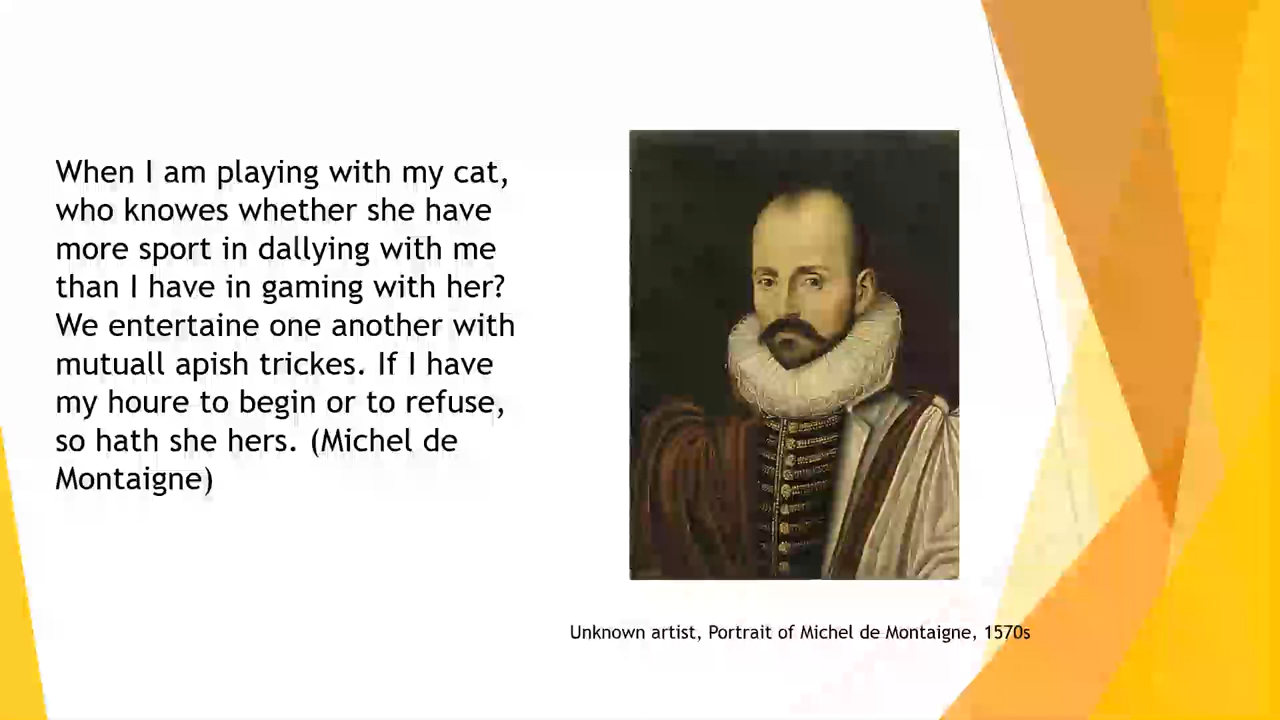 When I am playing with my cat,
who knowes whether she have
more sport in dallying with me
than I have in gaming with her?
We entertaine one another with
mutuall apish trickes. If I have
my houre to begin or to refuse,
so hath she hers. (Michel de
Montaigne)
Unknown artist, Portrait of Michel de Montaigne, 1570s